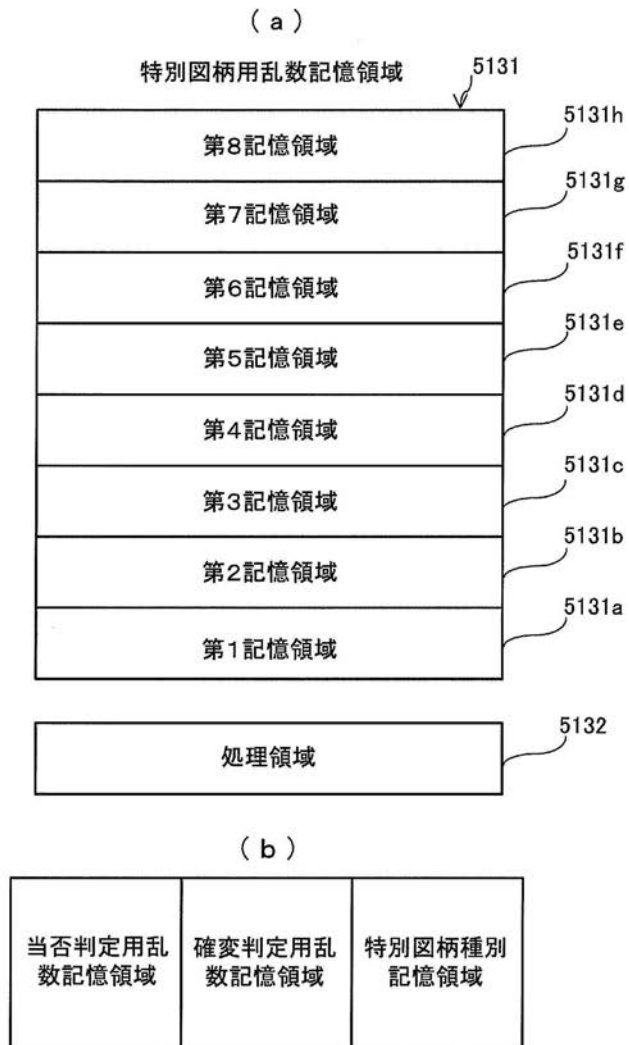 (a)
特別図柄用乱数記憶領域
5131
第8記憶領域
5131h
第7記憶領域
5131g
第6記憶領域
5131f
第5記憶領域
5131e
第4記憶領域
5131d
第3記憶領域
5131c
第2記憶領域
5131b
第1記憶領域
5131a
処理領域
5132
(b)
当否判定用乱
数記憶領域
確変判定用乱
数記憶領域
特別図柄種別
記憶領域